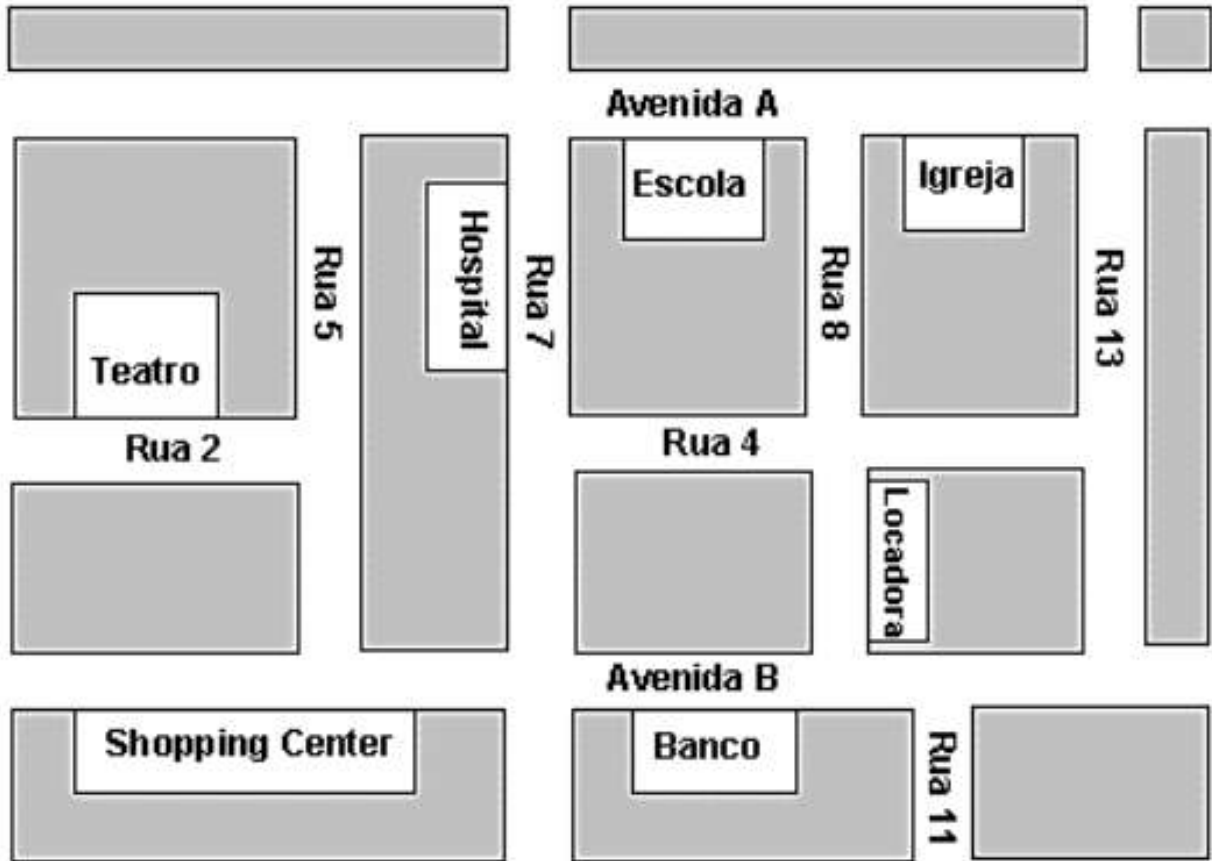 Avenida A
Escola
Igreja
Hospital
Rua 5
Rua 7
Rua 8
Rua 13
Teatro
Rua 2
Rua 4
Locadora
Avenida B
Shopping Center
Banco
Rua 11